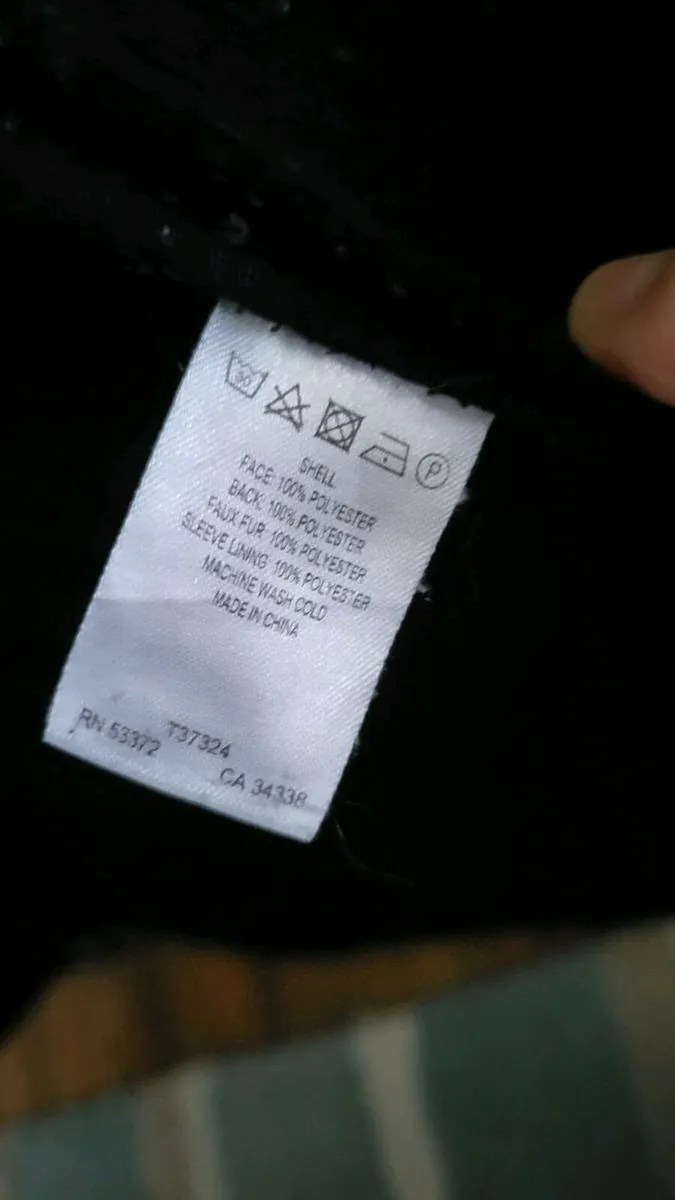 30
P
SHELL
FACE: 100% POLYESTER
BACK: 100% POLYESTER
FAUX FUR: 100% POLYESTER
SLEEVE LINING: 100% POLYESTER
MACHINE WASH COLD
MADE IN CHINA
RN 53372 T37324
CA 34338